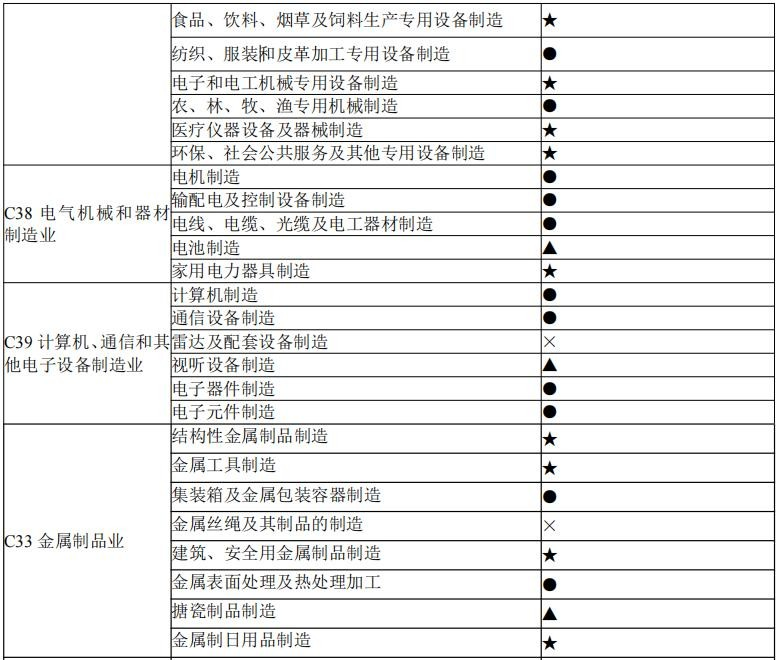 食品、饮料、烟草及饲料生产专用设备制造 ★
纺织、服装和皮革加工专用设备制造 ●
电子和电工机械专用设备制造 ★
农、林、牧、渔专用机械制造 ●
医疗仪器设备及器械制造 ★
环保、社会公共服务及其他专用设备制造 ★
C38 电气机械和器材
制造业
电机制造 ●
输配电及控制设备制造 ●
电线、电缆、光缆及电工器材制造 ●
电池制造 ▲
家用电力器具制造 ★
C39 计算机、通信和其
他电子设备制造业
计算机制造 ●
通信设备制造 ●
雷达及配套设备制造 ×
视听设备制造 ▲
电子器件制造 ●
电子元件制造 ●
C33 金属制品业
结构性金属制品制造 ★
金属工具制造 ★
集装箱及金属包装容器制造 ●
金属丝绳及其制品的制造 ×
建筑、安全用金属制品制造 ★
金属表面处理及热处理加工 ●
搪瓷制品制造 ▲
金属制日用品制造 ★